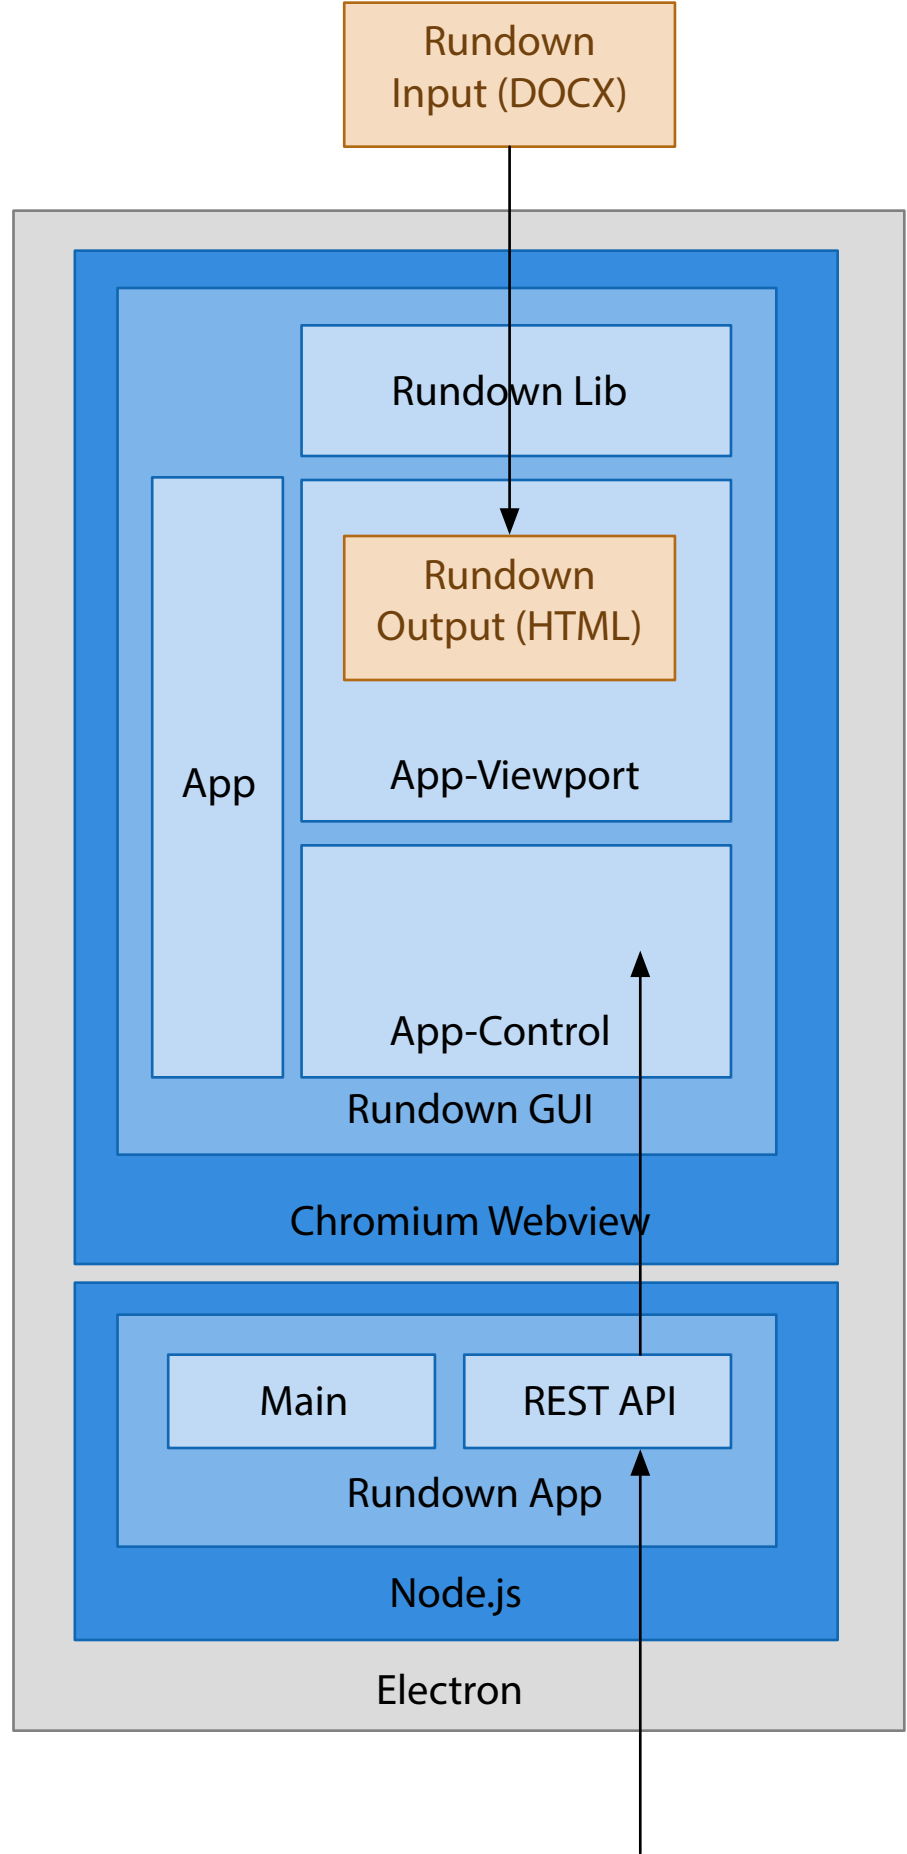 Rundown
Input (DOCX)
Rundown Lib
Rundown
Output (HTML)
App-Viewport
App
App-Control
Rundown GUI
Chromium Webview
Main
REST API
Rundown App
Node.js
Electron